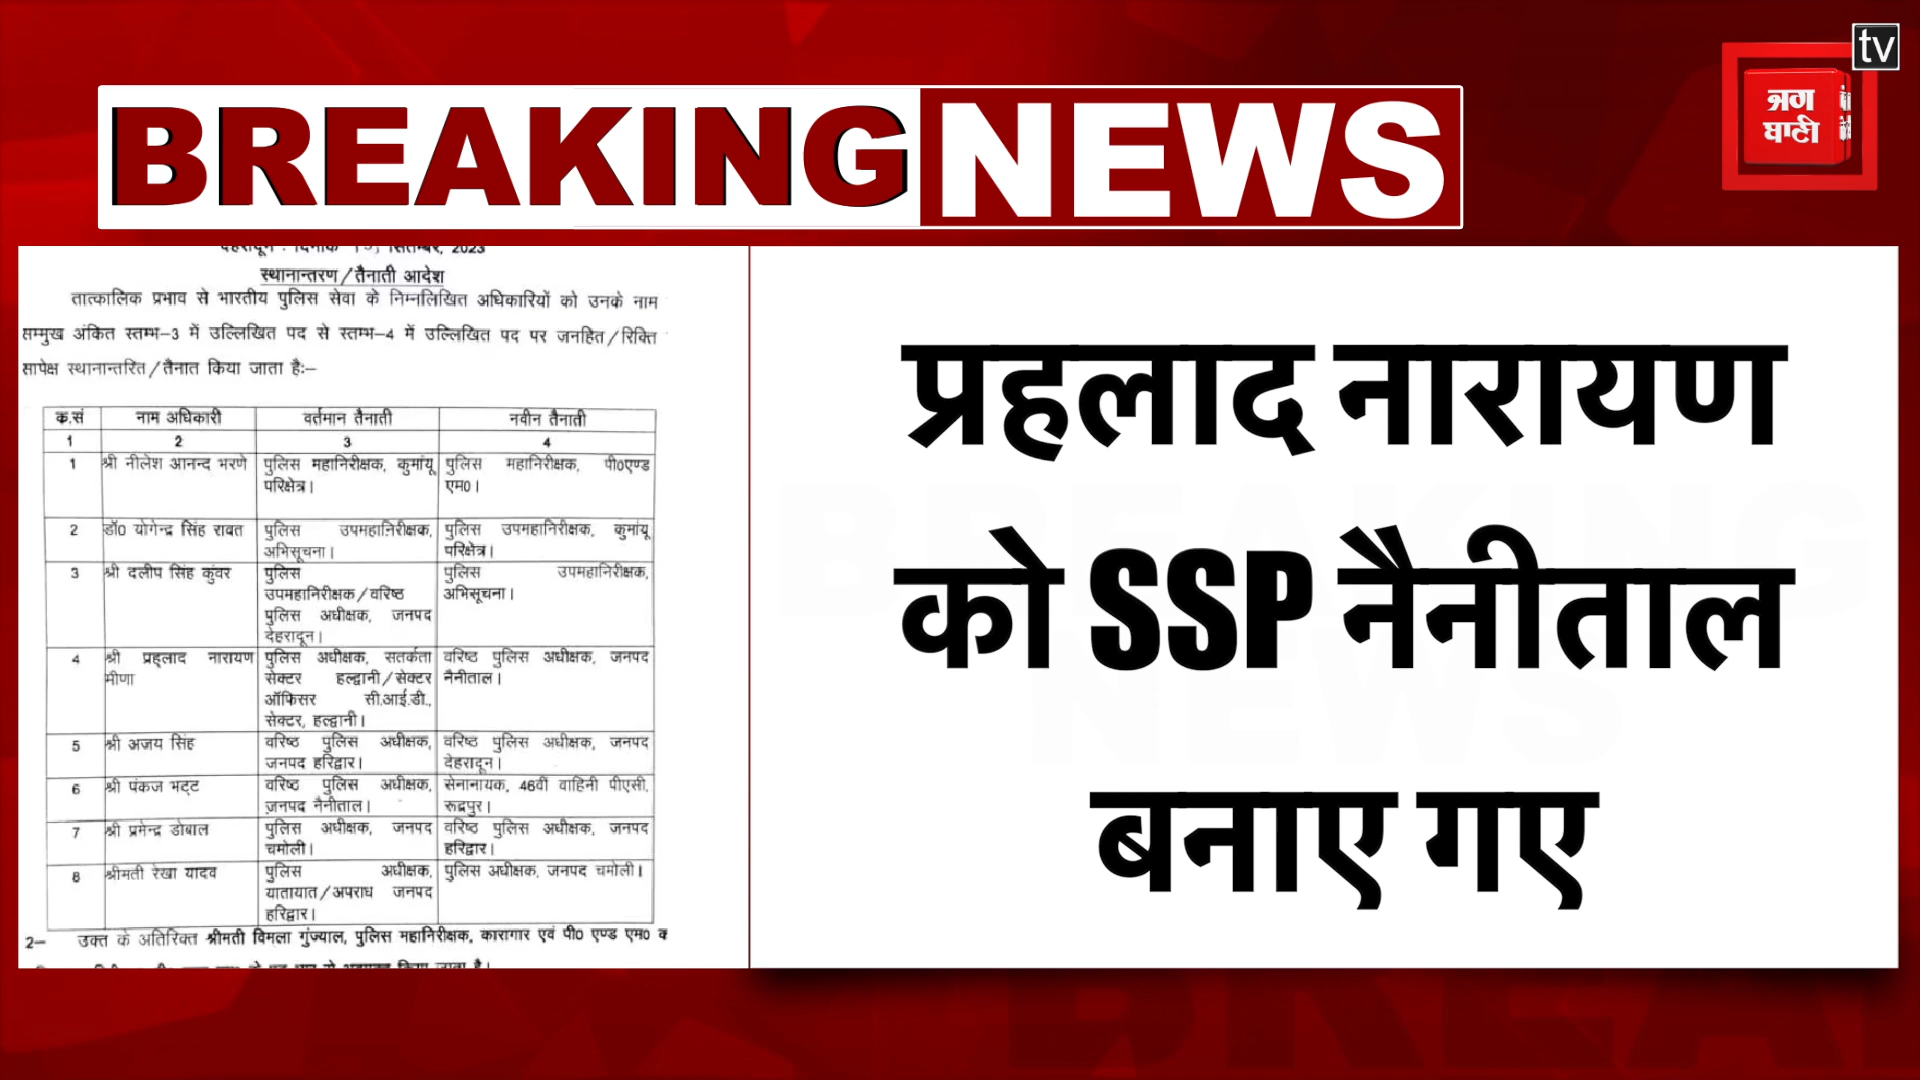 tv
जग
घाटी
BREAKING NEWS
देहरादून : दिनांक सितम्बर, 2023
स्थानान्तरण/तैनाती आदेश
तात्कालिक प्रभाव से भारतीय पुलिस सेवा के निम्नलिखित अधिकारियों को उनके नाम
सम्मुख अंकित स्तम्भ-3 में उल्लिखित पद से स्तम्भ-4 में उल्लिखित पद पर जनहित/रिक्ति
सापेक्ष स्थानान्तरित/तैनात किया जाता हैः-
क.सं नाम अधिकारी वर्तमान तैनाती नवीन तैनाती
1 2 3 4
1 श्री नीलेश आनन्द भरणे पुलिस महानिरीक्षक, कुमांयू पुलिस महानिरीक्षक, पी0एण्ड
परिक्षेत्र। एम0।
2 डॉ0 योगेन्द्र सिंह रावत पुलिस उपमहानिरीक्षक, पुलिस उपमहानिरीक्षक, कुमांयू
अभिसूचना। परिक्षेत्र।
3 श्री दलीप सिंह कुंवर पुलिस पुलिस उपमहानिरीक्षक,
उपमहानिरीक्षक/वरिष्ठ अभिसूचना।
पुलिस अधीक्षक, जनपद
देहरादून।
4 श्री प्रहलाद नारायण पुलिस अधीक्षक, सतर्कता वरिष्ठ पुलिस अधीक्षक, जनपद
मीणा सेक्टर हल्द्वानी/सेक्टर नैनीताल।
ऑफिसर सी.आई.डी.,
सेक्टर, हल्द्वानी।
5 श्री अजय सिंह वरिष्ठ पुलिस अधीक्षक, वरिष्ठ पुलिस अधीक्षक, जनपद
जनपद हरिद्वार। देहरादून।
6 श्री पंकज भट्ट वरिष्ठ पुलिस अधीक्षक, सेनानायक, 46वीं वाहिनी पीएसी,
जनपद नैनीताल। रूद्रपुर।
7 श्री प्रमेन्द्र डोबाल पुलिस अधीक्षक, जनपद वरिष्ठ पुलिस अधीक्षक, जनपद
चमोली। हरिद्वार।
8 श्रीमती रेखा यादव पुलिस अधीक्षक, पुलिस अधीक्षक, जनपद चमोली।
यातायात/अपराध जनपद
हरिद्वार।
2- उक्त के अतिरिक्त श्रीमती विमला गुंज्याल, पुलिस महानिरीक्षक, कारागार एवं पी0 एण्ड एम0
प्रहलाद नारायण
को SSP नैनीताल
बनाए गए